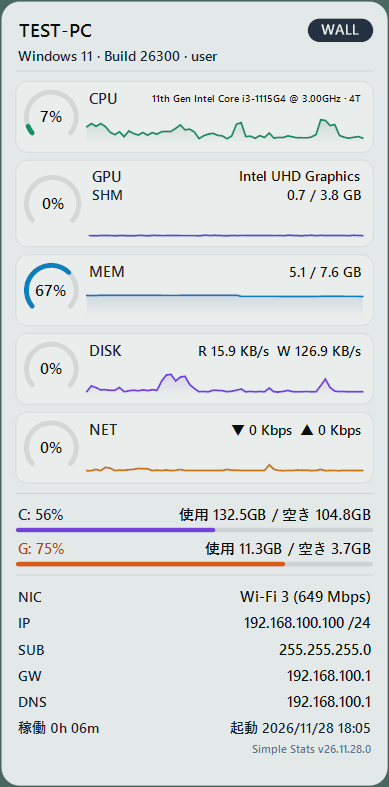 TEST-PC WALL
Windows 11 · Build 26300 · user
CPU 11th Gen Intel Core i3-1115G4 @ 3.00GHz · 4T
7%
GPU Intel UHD Graphics
SHM 0.7 / 3.8 GB
0%
MEM 5.1 / 7.6 GB
67%
DISK R 15.9 KB/s W 126.9 KB/s
0%
NET ▼ 0 Kbps ▲ 0 Kbps
0%
C: 56% 使用 132.5GB / 空き 104.8GB
G: 75% 使用 11.3GB / 空き 3.7GB
NIC Wi-Fi 3 (649 Mbps)
IP 192.168.100.100 /24
SUB 255.255.255.0
GW 192.168.100.1
DNS 192.168.100.1
稼働 0h 06m 起動 2026/11/28 18:05
Simple Stats v26.11.28.0